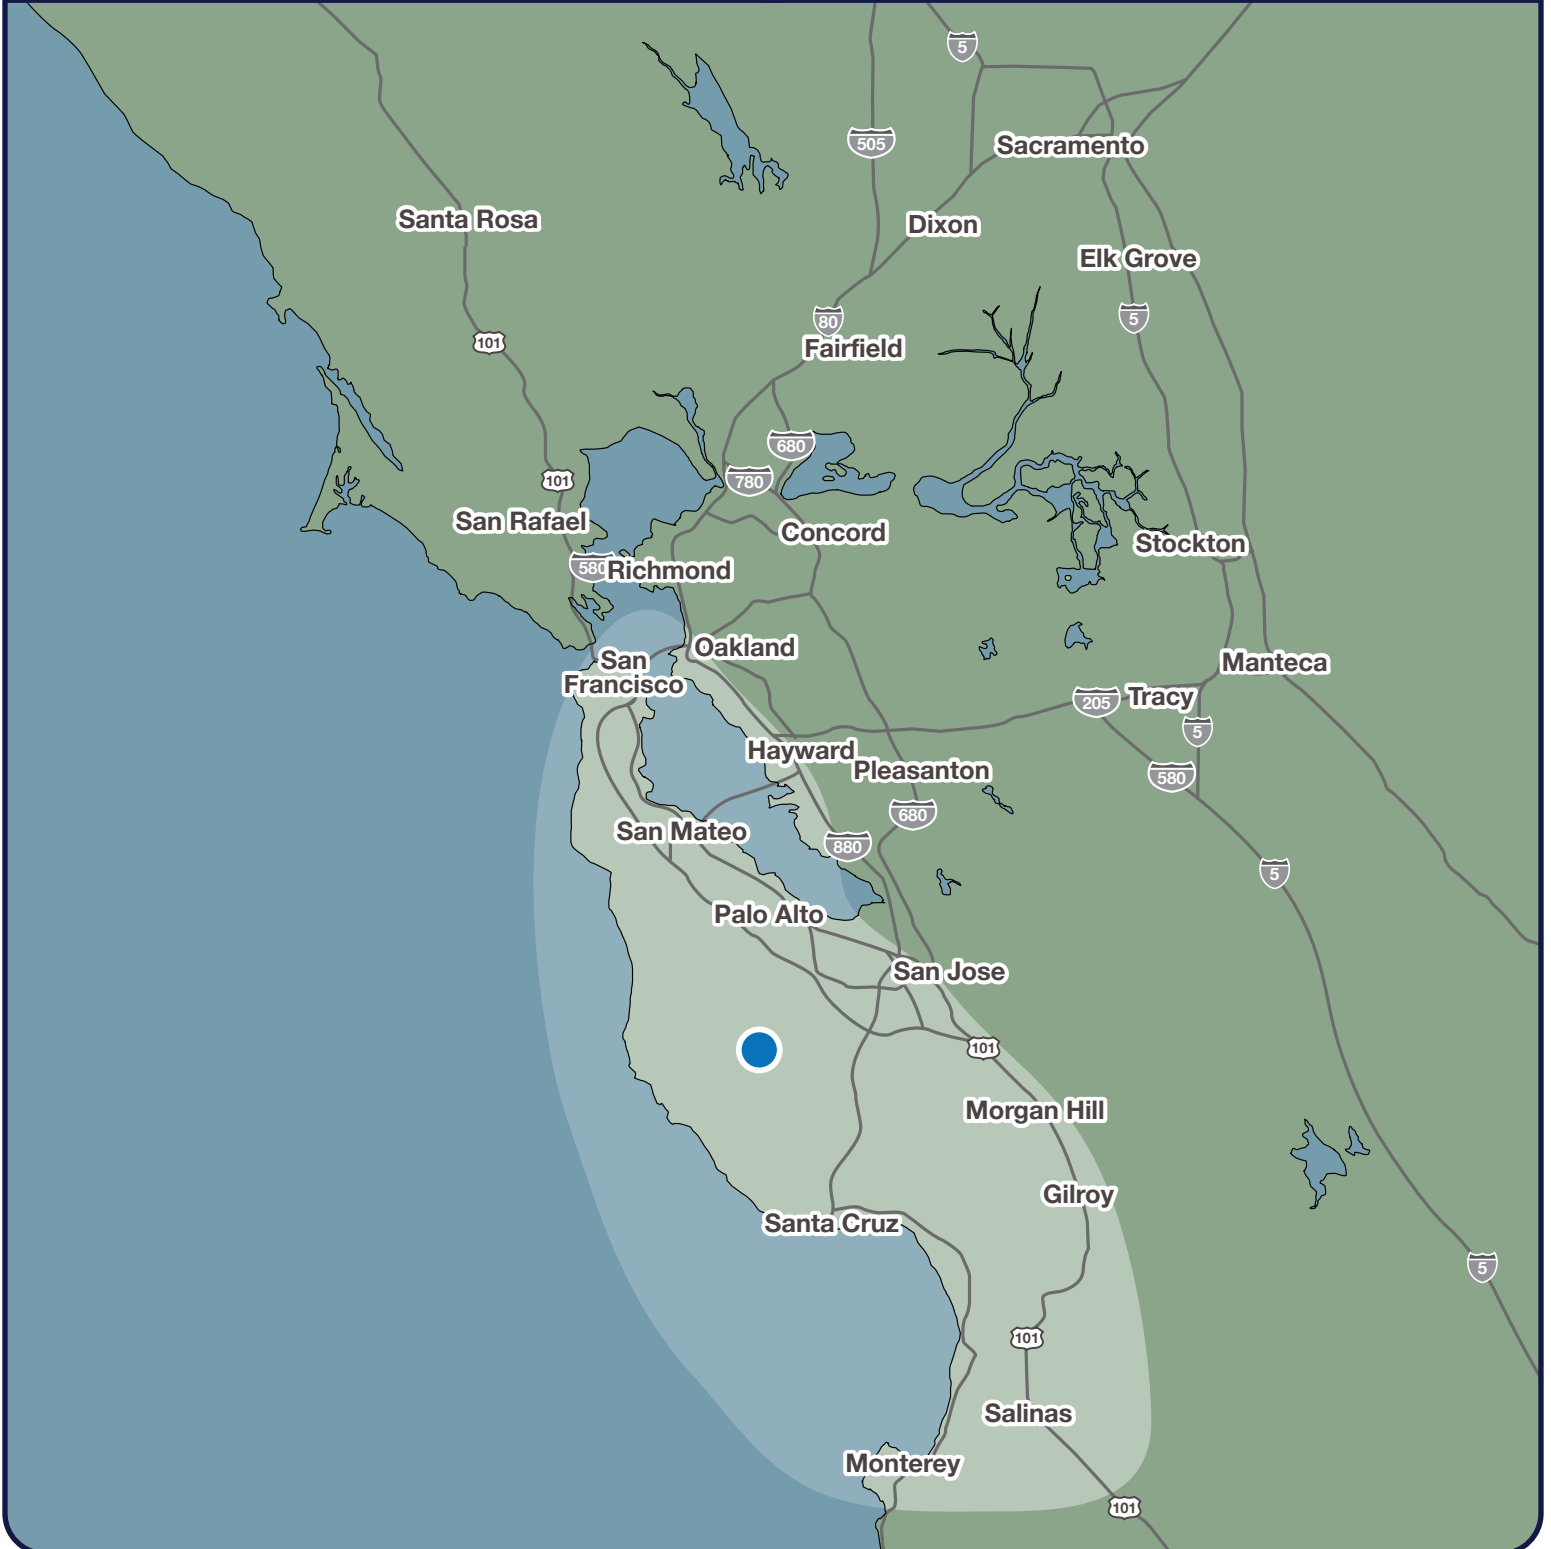 5
505
Sacramento
Santa Rosa
Dixon
Elk Grove
80
5
101
Fairfield
680
780
101
San Rafael
Concord
Stockton
580
Richmond
Oakland
San
Francisco
Manteca
205
Tracy
5
Hayward
Pleasanton
580
680
San Mateo
880
5
Palo Alto
San Jose
101
Morgan Hill
Gilroy
Santa Cruz
5
101
Salinas
Monterey
101